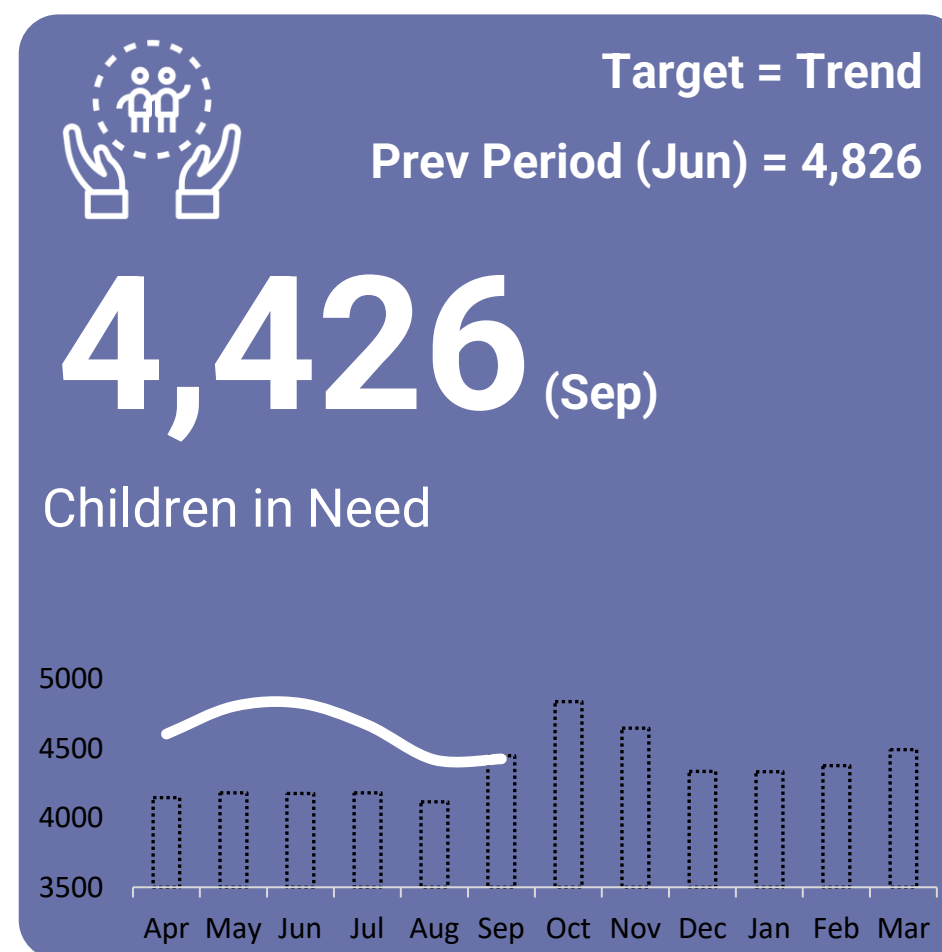 Target = Trend
Prev Period (Jun) = 4,826
4,426 (Sep)
Children in Need
5000
4500
4000
3500
Apr May Jun Jul Aug Sep Oct Nov Dec Jan Feb Mar